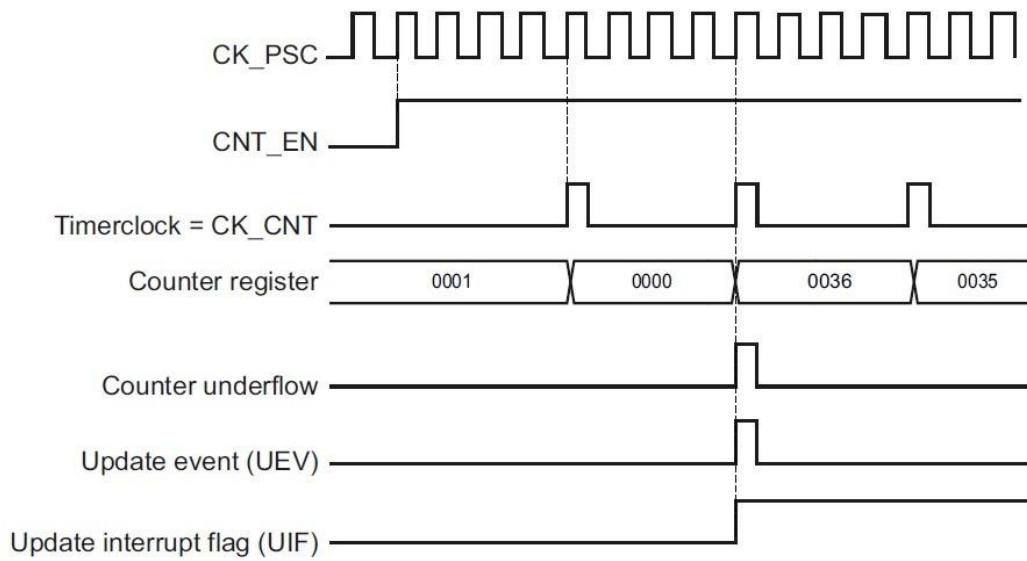 CK_PSC
CNT_EN
Timerclock = CK_CNT
Counter register 0001 0000 0036 0035
Counter underflow
Update event (UEV)
Update interrupt flag (UIF)